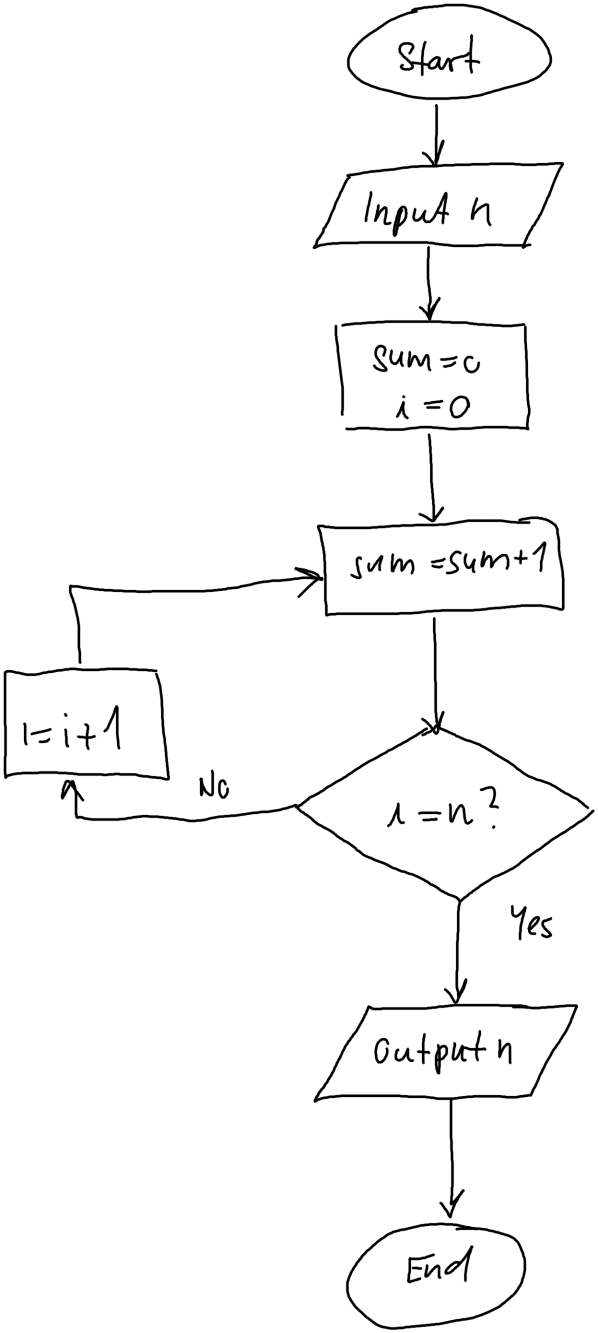 Start
Input n
sum=0
i=0
sum=sum+1
i=i+1
No
i=n?
Yes
Output n
End